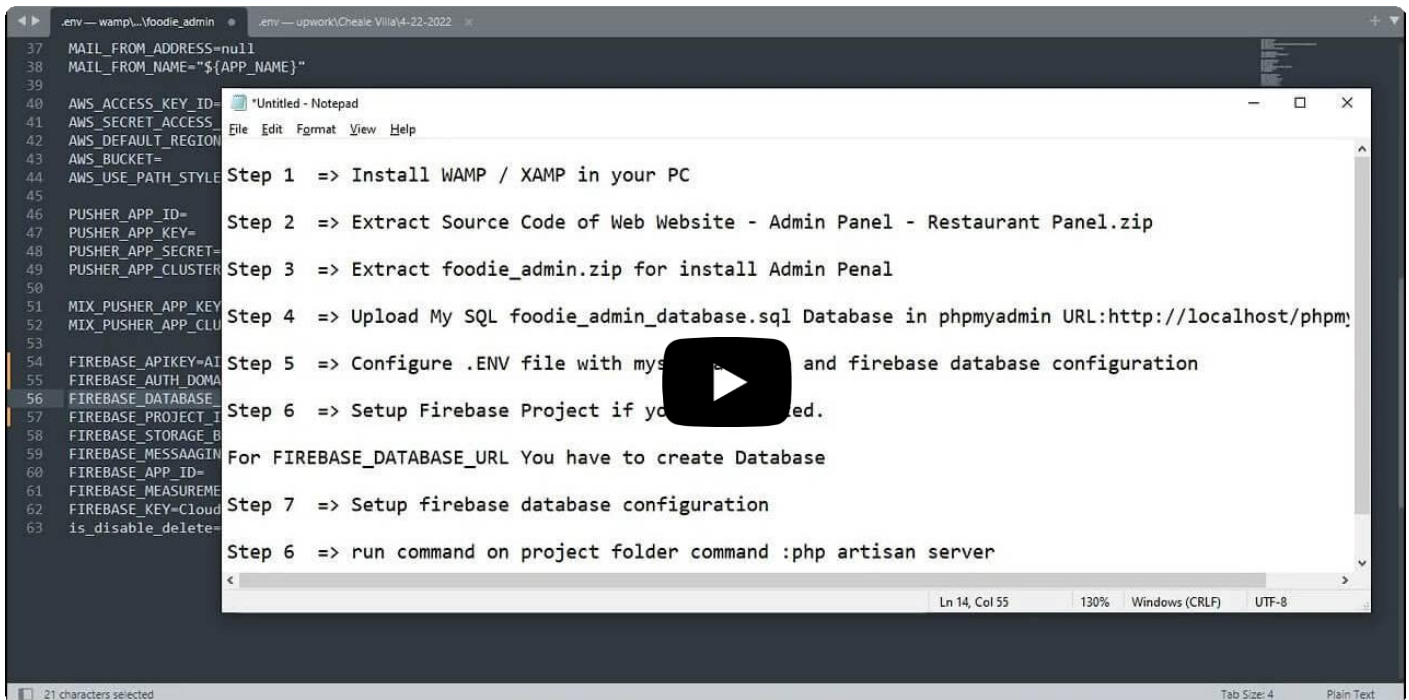 .env — wamp\...\foodie_admin
.env — upwork\Cheale Villa\4-22-2022
37 MAIL_FROM_ADDRESS=null
38 MAIL_FROM_NAME="${APP_NAME}"
39
40 AWS_ACCESS_KEY_ID=
41 AWS_SECRET_ACCESS_
42 AWS_DEFAULT_REGION
43 AWS_BUCKET=
44 AWS_USE_PATH_STYLE
45
46 PUSHER_APP_ID=
47 PUSHER_APP_KEY=
48 PUSHER_APP_SECRET=
49 PUSHER_APP_CLUSTER
50
51 MIX_PUSHER_APP_KEY
52 MIX_PUSHER_APP_CLU
53
54 FIREBASE_APIKEY=AI
55 FIREBASE_AUTH_DOMA
56 FIREBASE_DATABASE_
57 FIREBASE_PROJECT_I
58 FIREBASE_STORAGE_B
59 FIREBASE_MESSAAGIN
60 FIREBASE_APP_ID=
61 FIREBASE_MEASUREME
62 FIREBASE_KEY=Cloud
63 is_disable_delete=
*Untitled - Notepad
File Edit Format View Help
Step 1 => Install WAMP / XAMP in your PC
Step 2 => Extract Source Code of Web Website - Admin Panel - Restaurant Panel.zip
Step 3 => Extract foodie_admin.zip for install Admin Penal
Step 4 => Upload My SQL foodie_admin_database.sql Database in phpmyadmin URL:http://localhost/phpmy
Step 5 => Configure .ENV file with mys and firebase database configuration
Step 6 => Setup Firebase Project if yo ed.
For FIREBASE_DATABASE_URL You have to create Database
Step 7 => Setup firebase database configuration
Step 6 => run command on project folder command :php artisan server
Ln 14, Col 55 130% Windows (CRLF) UTF-8
21 characters selected Tab Size: 4 Plain Text